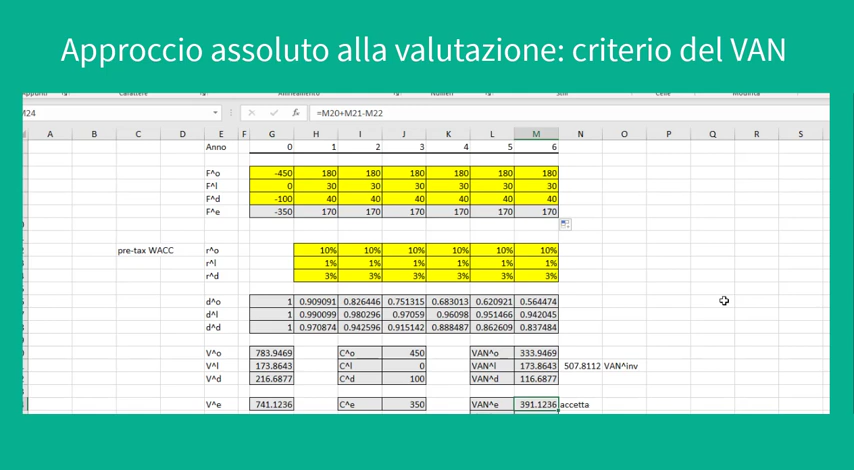 Approccio assoluto alla valutazione: criterio del VAN
M24 =M20+M21-M22
A B C D E F G H I J K L M N O P Q R S
Anno 0 1 2 3 4 5 6
F^o -450 180 180 180 180 180 180
F^l 0 30 30 30 30 30 30
F^d -100 40 40 40 40 40 40
F^e -350 170 170 170 170 170 170
pre-tax WACC r^o 10% 10% 10% 10% 10% 10%
r^l 1% 1% 1% 1% 1% 1%
r^d 3% 3% 3% 3% 3% 3%
d^o 1 0.909091 0.826446 0.751315 0.683013 0.620921 0.564474
d^l 1 0.990099 0.980296 0.97059 0.96098 0.951466 0.942045
d^d 1 0.970874 0.942596 0.915142 0.888487 0.862609 0.837484
V^o 783.9469 C^o 450 VAN^o 333.9469
V^l 173.8643 C^l 0 VAN^l 173.8643 507.8112 VAN^inv
V^d 216.6877 C^d 100 VAN^d 116.6877
V^e 741.1236 C^e 350 VAN^e 391.1236 accetta